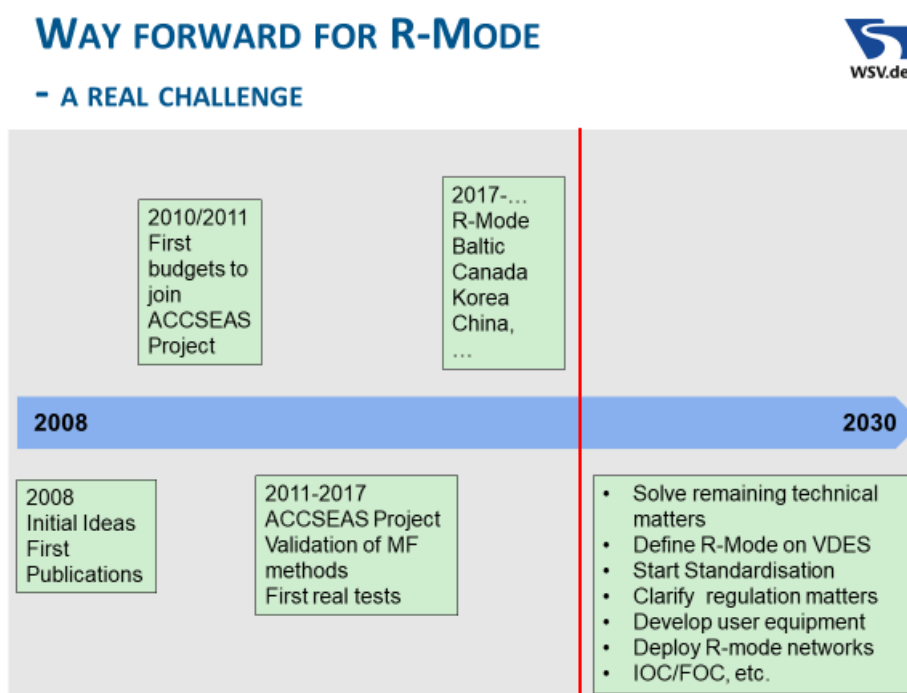 WAY FORWARD FOR R-MODE
- A REAL CHALLENGE
WSV.de
2010/2011
First
budgets to
join
ACCSEAS
Project
2017-...
R-Mode
Baltic
Canada
Korea
China,
...
2008
2030
2008
Initial Ideas
First
Publications
2011-2017
ACCSEAS Project
Validation of MF
methods
First real tests
• Solve remaining technical
matters
• Define R-Mode on VDES
• Start Standardisation
• Clarify regulation matters
• Develop user equipment
• Deploy R-mode networks
• IOC/FOC, etc.